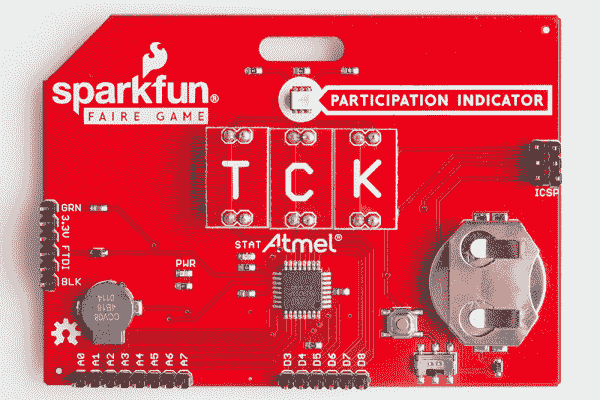 sparkfun®
FAIRE GAME
PARTICIPATION INDICATOR
T C K
ICSP
GRN
3.3V FTDI
BLK
STAT
Atmel®
PWR
A0 A1 A2 A3 A4 A5 A6 A7
D3 D4 D5 D6 D7 D8